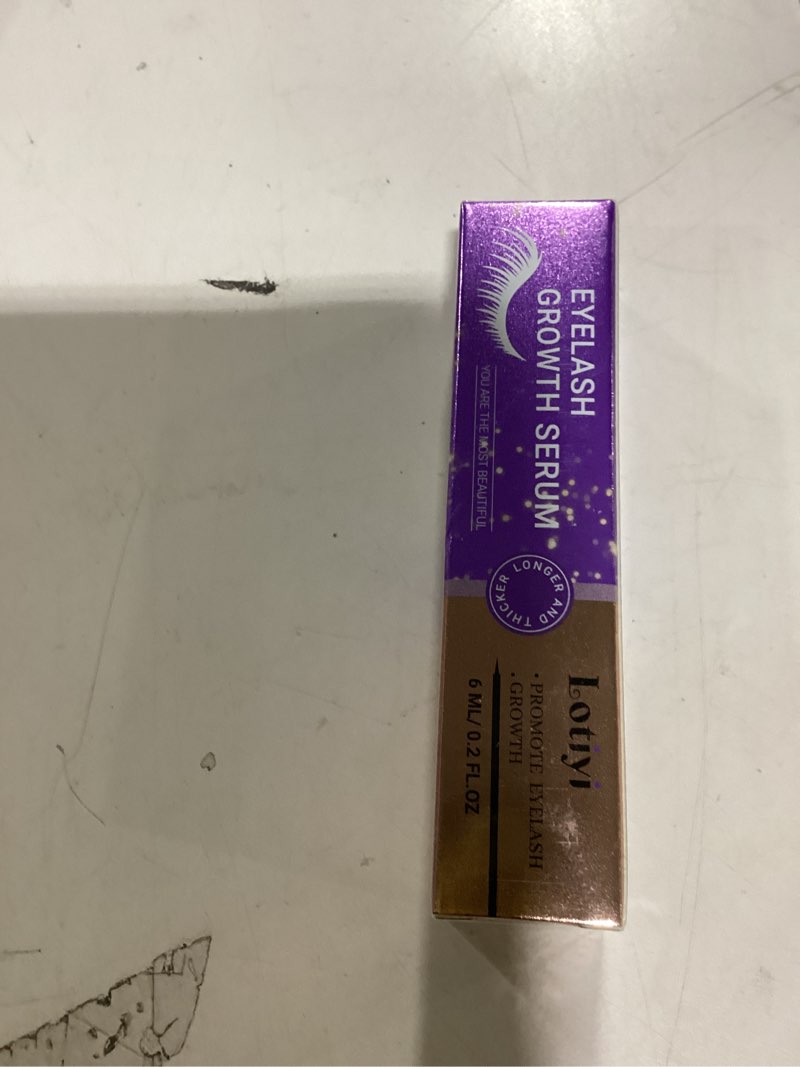 EYELASH
GROWTH SERUM
YOU ARE THE MOST BEAUTIFUL
LONGER AND THICKER
Lotiyi
• PROMOTE EYELASH
• GROWTH
6 ML/ 0.2 FL.OZ